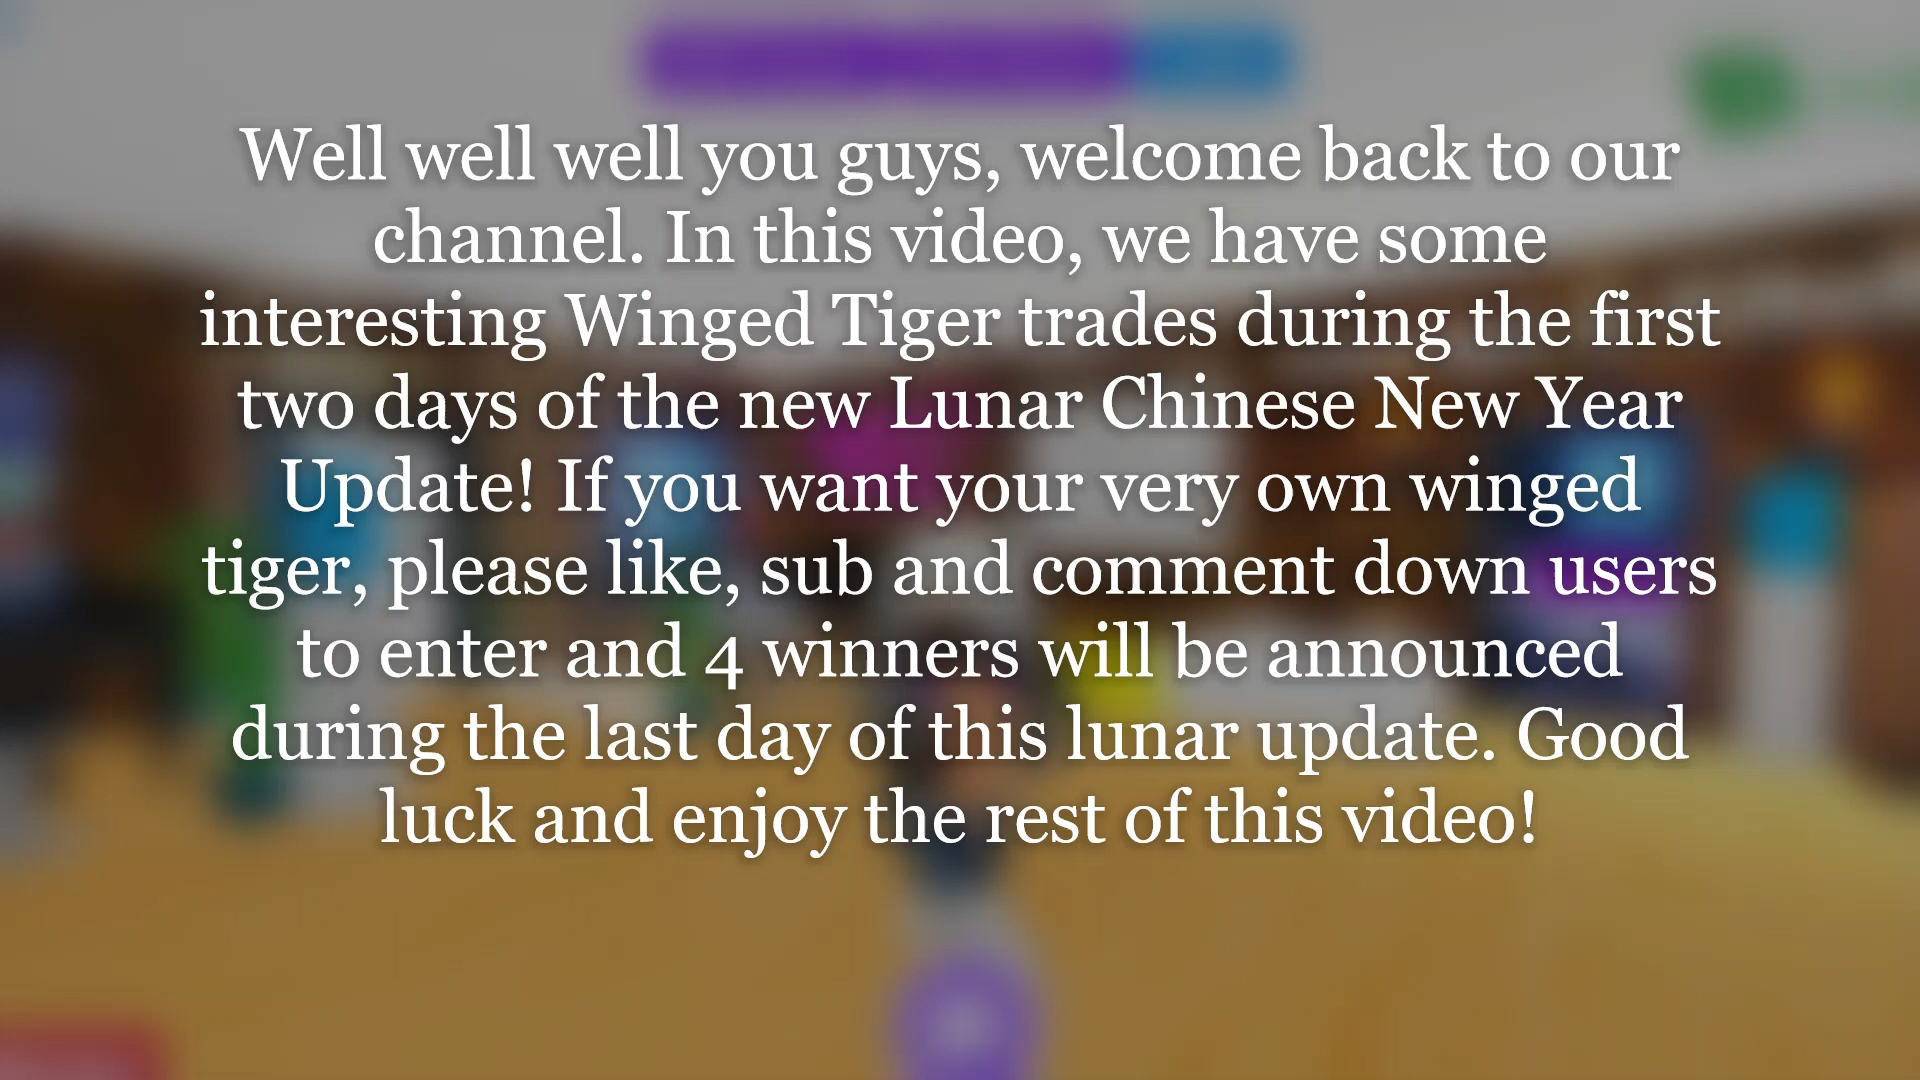 Well well well you guys, welcome back to our
channel. In this video, we have some
interesting Winged Tiger trades during the first
two days of the new Lunar Chinese New Year
Update! If you want your very own winged
tiger, please like, sub and comment down users
to enter and 4 winners will be announced
during the last day of this lunar update. Good
luck and enjoy the rest of this video!